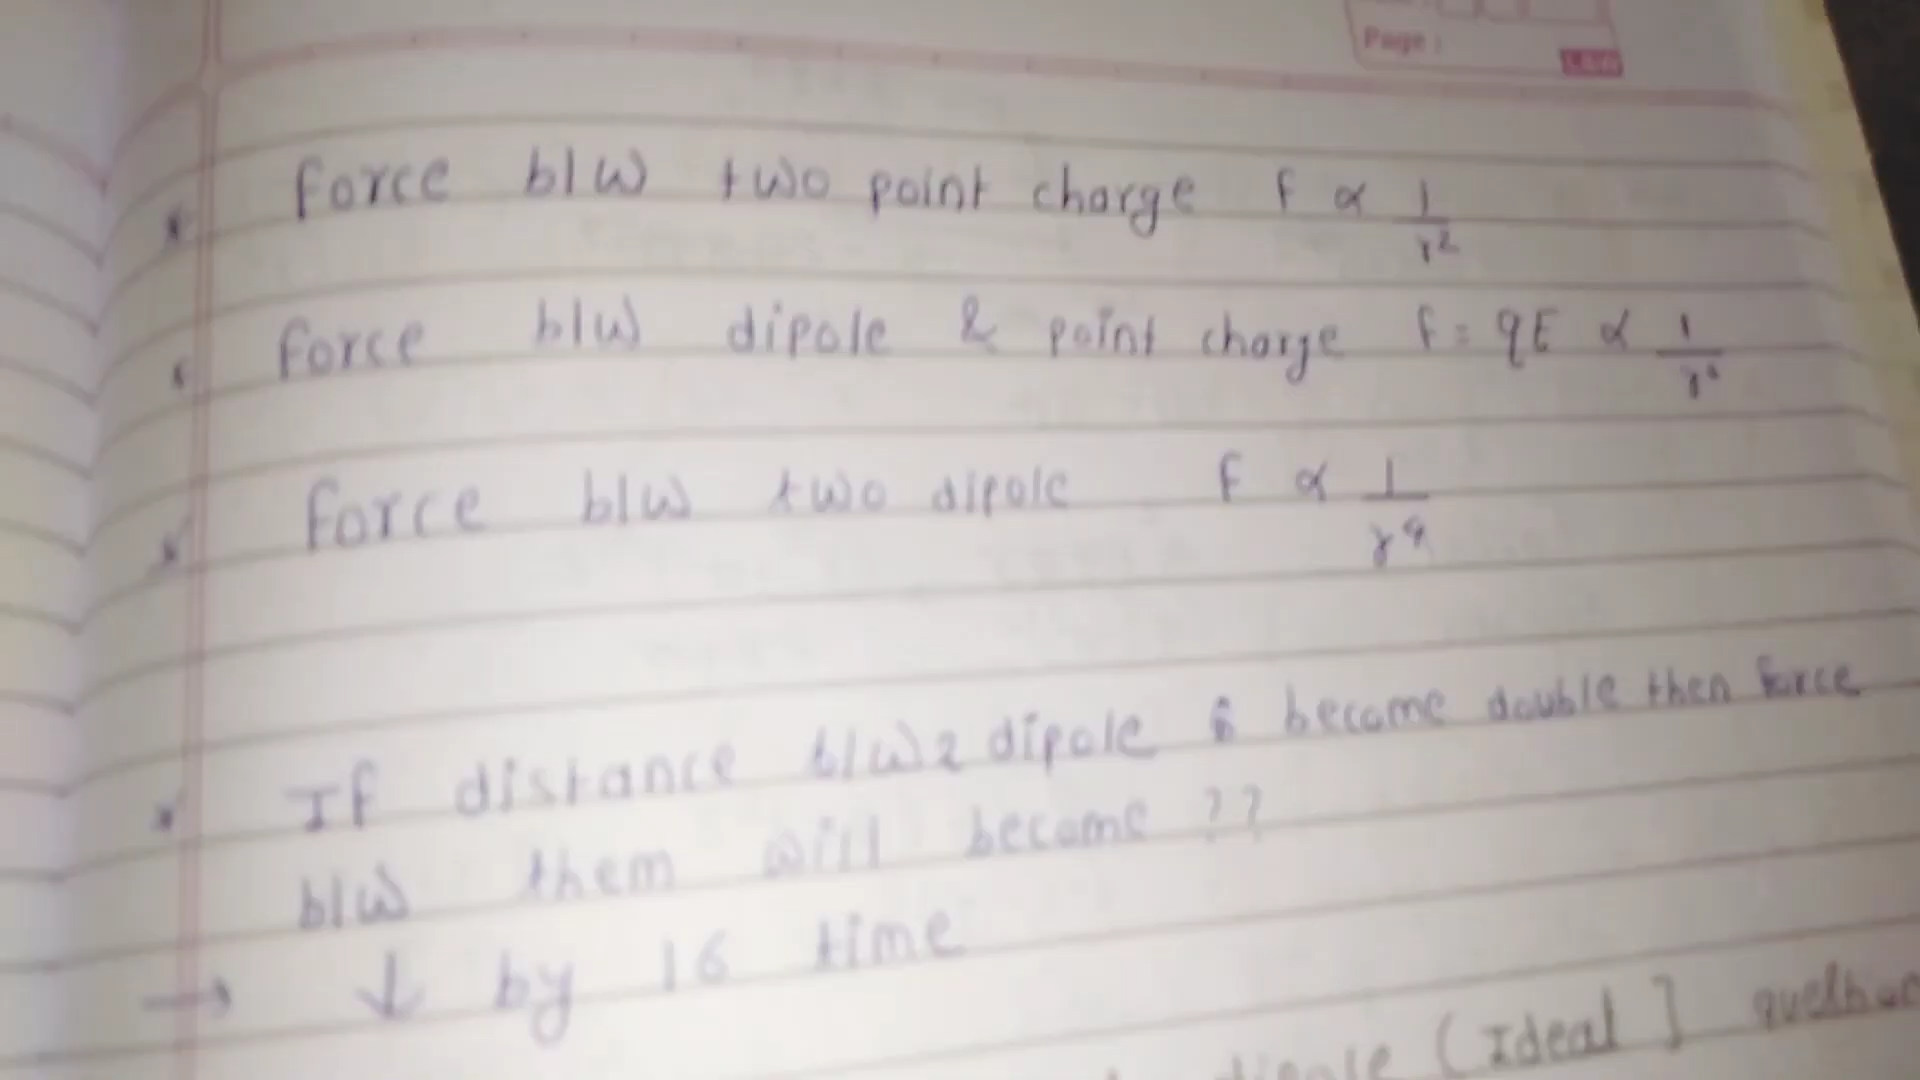 Page :
force b/w two point charge f ∝ 1/r²
force b/w dipole & point charge f = qE ∝ 1/r
force b/w two dipole f ∝ 1/r⁴
If distance b/w 2 dipole become double then force
b/w them will become ??
→ ↓ by 16 time
dipole (Ideal]